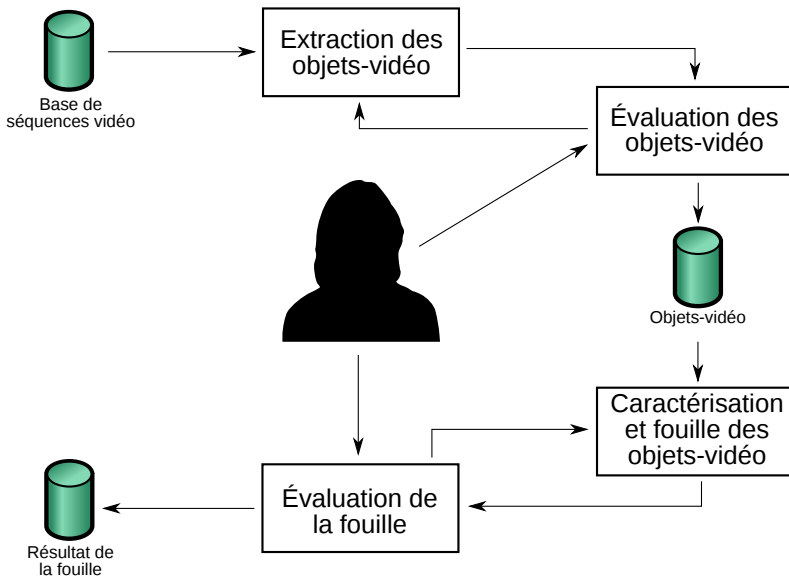 Extraction des
objets-vidéo
Base de
séquences vidéo
Évaluation des
objets-vidéo
Objets-vidéo
Caractérisation
et fouille des
objets-vidéo
Évaluation de
la fouille
Résultat de
la fouille